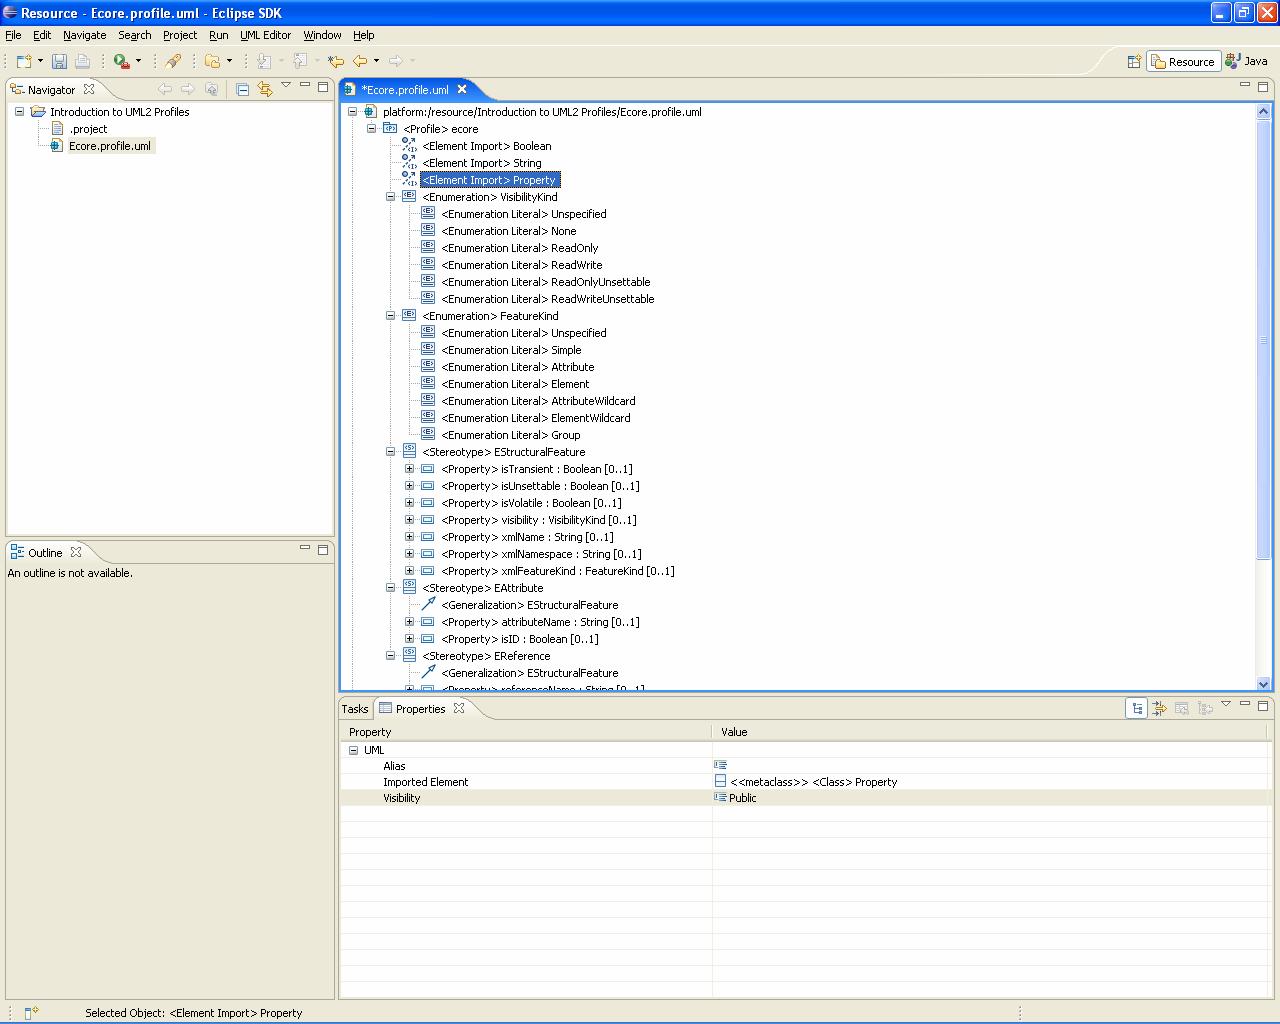 Resource - Ecore.profile.uml - Eclipse SDK
File Edit Navigate Search Project Run UML Editor Window Help
Resource Java
Navigator
Introduction to UML2 Profiles
.project
Ecore.profile.uml
*Ecore.profile.uml
platform:/resource/Introduction to UML2 Profiles/Ecore.profile.uml
<Profile> ecore
<Element Import> Boolean
<Element Import> String
<Element Import> Property
<Enumeration> VisibilityKind
<Enumeration Literal> Unspecified
<Enumeration Literal> None
<Enumeration Literal> ReadOnly
<Enumeration Literal> ReadWrite
<Enumeration Literal> ReadOnlyUnsettable
<Enumeration Literal> ReadWriteUnsettable
<Enumeration> FeatureKind
<Enumeration Literal> Unspecified
<Enumeration Literal> Simple
<Enumeration Literal> Attribute
<Enumeration Literal> Element
<Enumeration Literal> AttributeWildcard
<Enumeration Literal> ElementWildcard
<Enumeration Literal> Group
<Stereotype> EStructuralFeature
<Property> isTransient : Boolean [0..1]
<Property> isUnsettable : Boolean [0..1]
<Property> isVolatile : Boolean [0..1]
<Property> visibility : VisibilityKind [0..1]
<Property> xmlName : String [0..1]
<Property> xmlNamespace : String [0..1]
<Property> xmlFeatureKind : FeatureKind [0..1]
<Stereotype> EAttribute
<Generalization> EStructuralFeature
<Property> attributeName : String [0..1]
<Property> isID : Boolean [0..1]
<Stereotype> EReference
<Generalization> EStructuralFeature
<Property> referenceName : String [0..1]
Outline
An outline is not available.
Tasks Properties
Property Value
UML
Alias
Imported Element <<metaclass>> <Class> Property
Visibility Public
Selected Object: <Element Import> Property